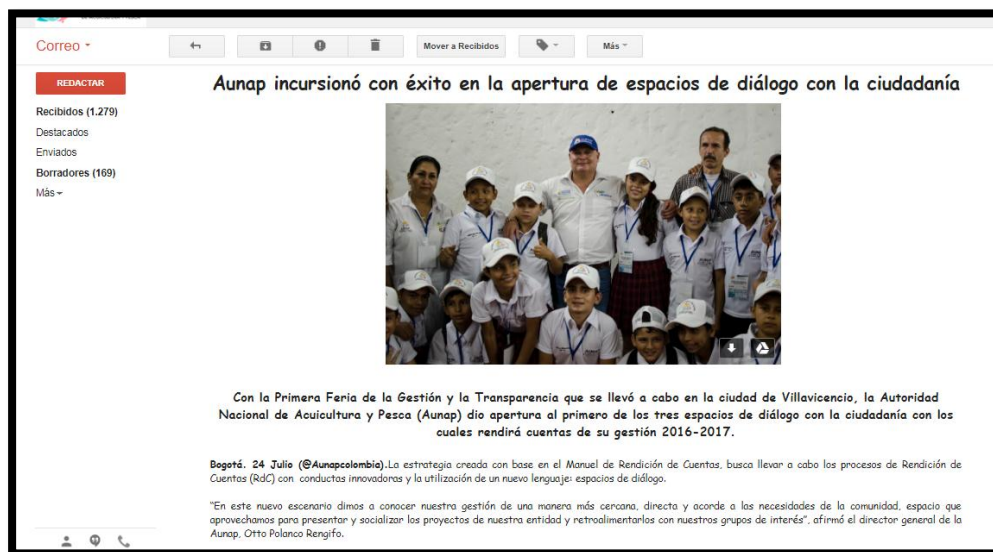 Correo
Mover a Recibidos
Más
REDACTAR
Recibidos (1.279)
Destacados
Enviados
Borradores (169)
Más
Aunap incursionó con éxito en la apertura de espacios de diálogo con la ciudadanía
Con la Primera Feria de la Gestión y la Transparencia que se llevó a cabo en la ciudad de Villavicencio, la Autoridad
Nacional de Acuicultura y Pesca (Aunap) dio apertura al primero de los tres espacios de diálogo con la ciudadanía con los
cuales rendirá cuentas de su gestión 2016-2017.
Bogotá. 24 Julio (@Aunapcolombia).La estrategia creada con base en el Manuel de Rendición de Cuentas, busca llevar a cabo los procesos de Rendición de
Cuentas (RdC) con conductas innovadoras y la utilización de un nuevo lenguaje: espacios de diálogo.
"En este nuevo escenario dimos a conocer nuestra gestión de una manera más cercana, directa y acorde a las necesidades de la comunidad, espacio que
aprovechamos para presentar y socializar los proyectos de nuestra entidad y retroalimentarlos con nuestros grupos de interés", afirmó el director general de la
Aunap, Otto Polanco Rengifo.